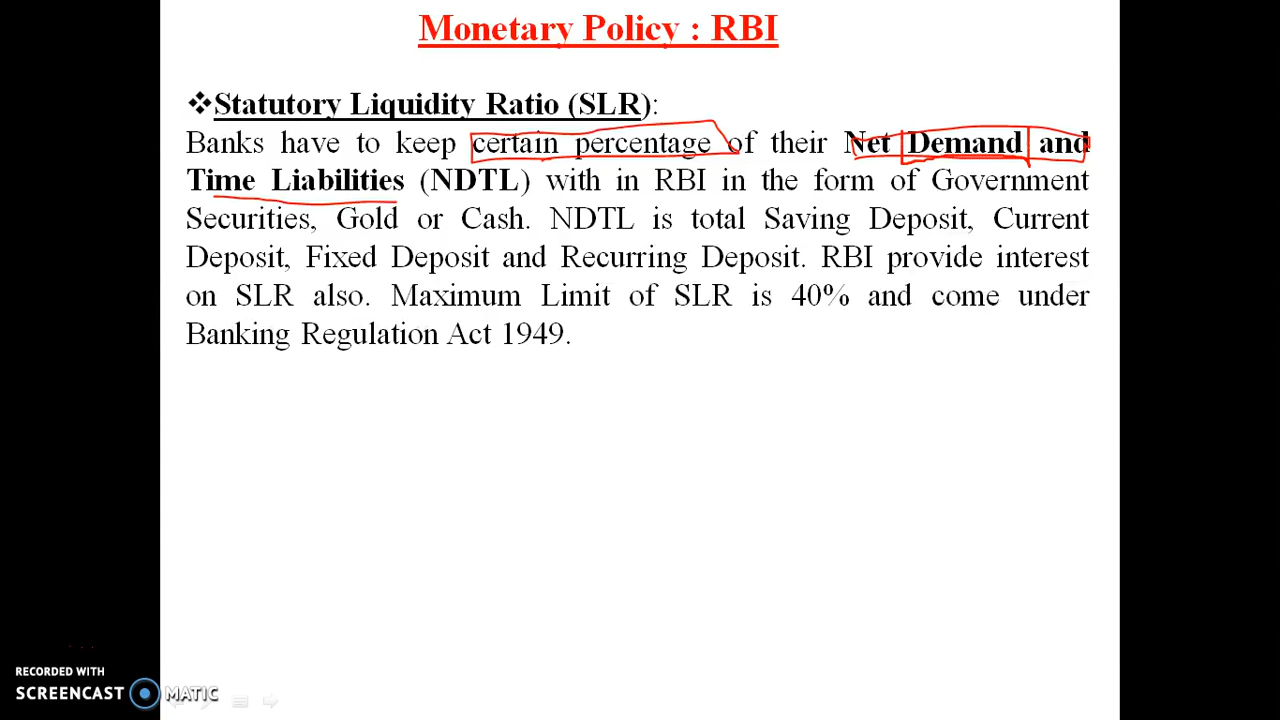 Monetary Policy : RBI
❖Statutory Liquidity Ratio (SLR):
Banks have to keep certain percentage of their Net Demand and
Time Liabilities (NDTL) with in RBI in the form of Government
Securities, Gold or Cash. NDTL is total Saving Deposit, Current
Deposit, Fixed Deposit and Recurring Deposit. RBI provide interest
on SLR also. Maximum Limit of SLR is 40% and come under
Banking Regulation Act 1949.
RECORDED WITH
SCREENCAST MATIC